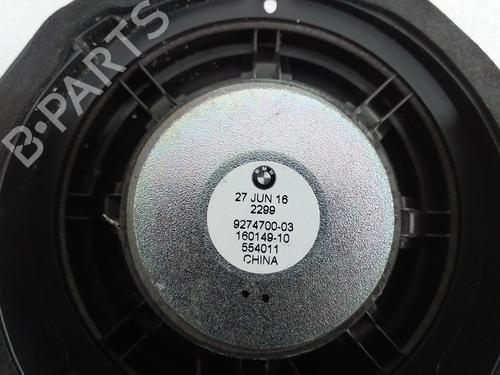 B-PARTS
27 JUN 16
2299
9274700-03
160149-10
554011
CHINA